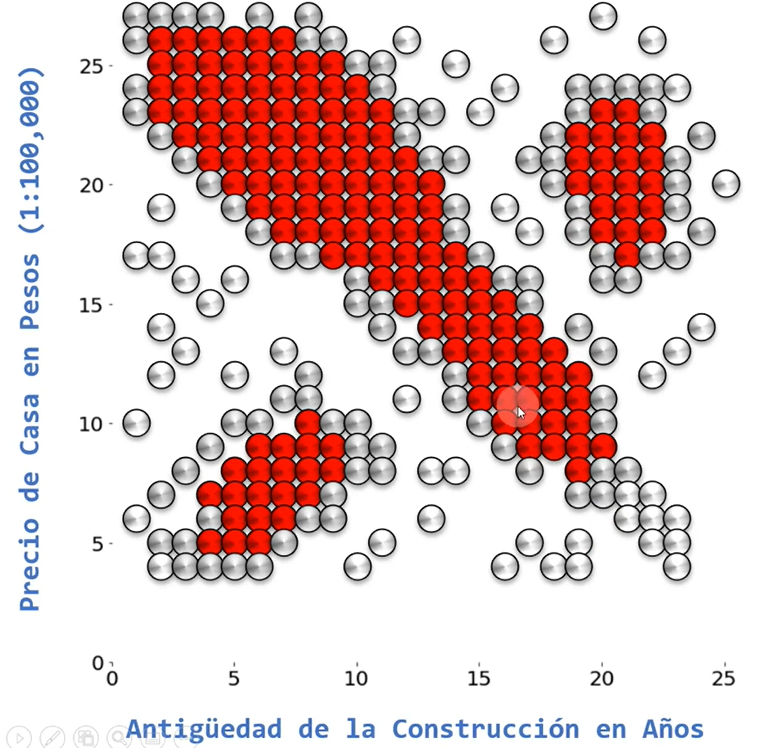 Precio de Casa en Pesos (1:100,000)
25
20
15
10
5
0
0 5 10 15 20 25
Antigüedad de la Construcción en Años